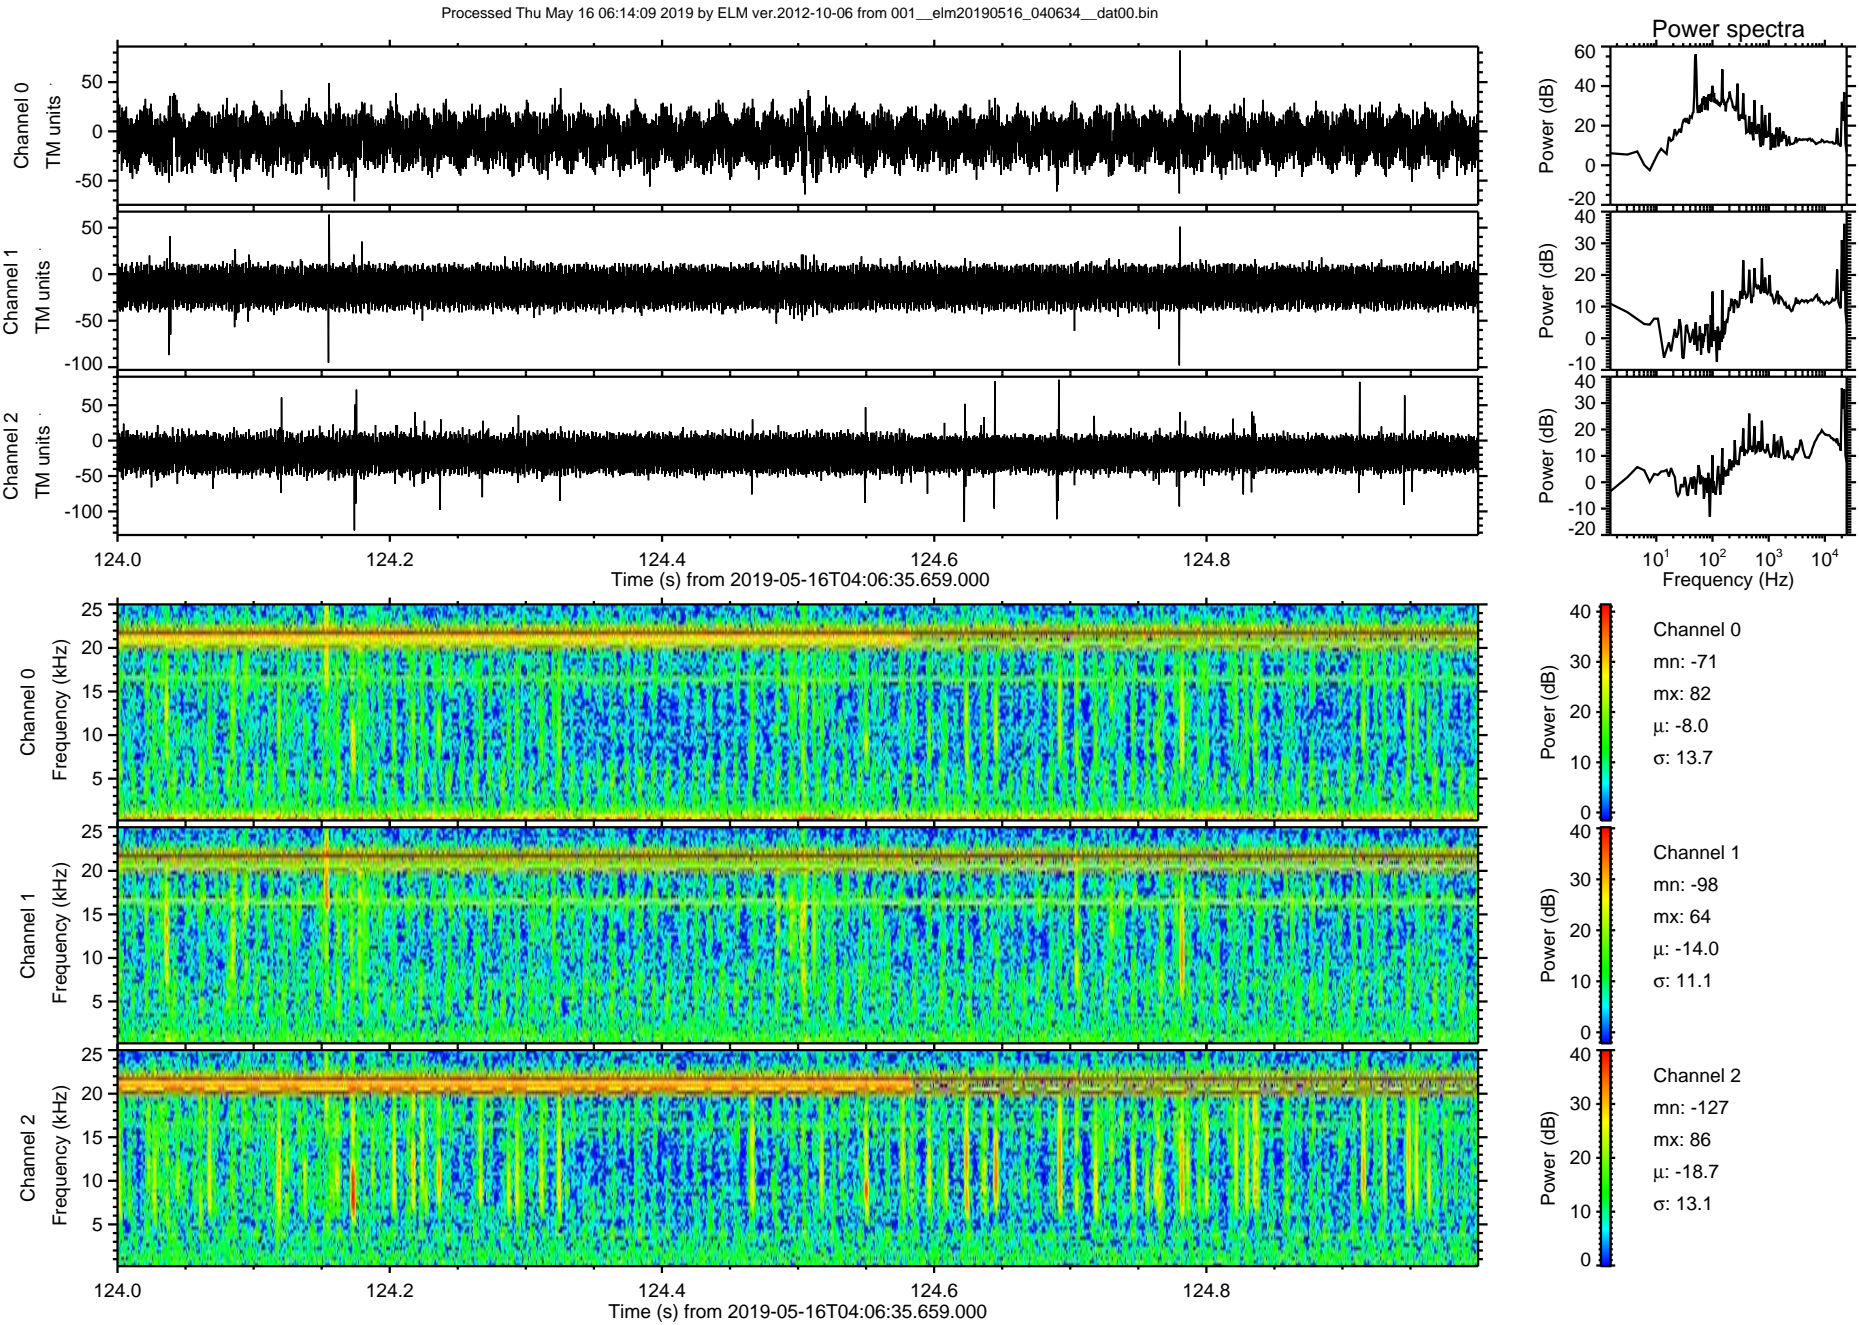 Processed Thu May 16 06:14:09 2019 by ELM ver.2012-10-06 from 001__elm20190516_040634__dat00.bin
Power spectra
Channel 0
TM units
50
0
-50
Power (dB)
60
40
20
0
-20
Channel 1
TM units
50
0
-50
-100
Power (dB)
40
30
20
10
0
-10
Channel 2
TM units
50
0
-50
-100
Power (dB)
40
30
20
10
0
-10
-20
124.0 124.2 124.4 124.6 124.8
Time (s) from 2019-05-16T04:06:35.659.000
10^1 10^2 10^3 10^4
Frequency (Hz)
Channel 0
Frequency (kHz)
25
20
15
10
5
Power (dB)
40
30
20
10
0
Channel 0
mn: -71
mx: 82
μ: -8.0
σ: 13.7
Channel 1
Frequency (kHz)
25
20
15
10
5
Power (dB)
40
30
20
10
0
Channel 1
mn: -98
mx: 64
μ: -14.0
σ: 11.1
Channel 2
Frequency (kHz)
25
20
15
10
5
Power (dB)
40
30
20
10
0
Channel 2
mn: -127
mx: 86
μ: -18.7
σ: 13.1
124.0 124.2 124.4 124.6 124.8
Time (s) from 2019-05-16T04:06:35.659.000